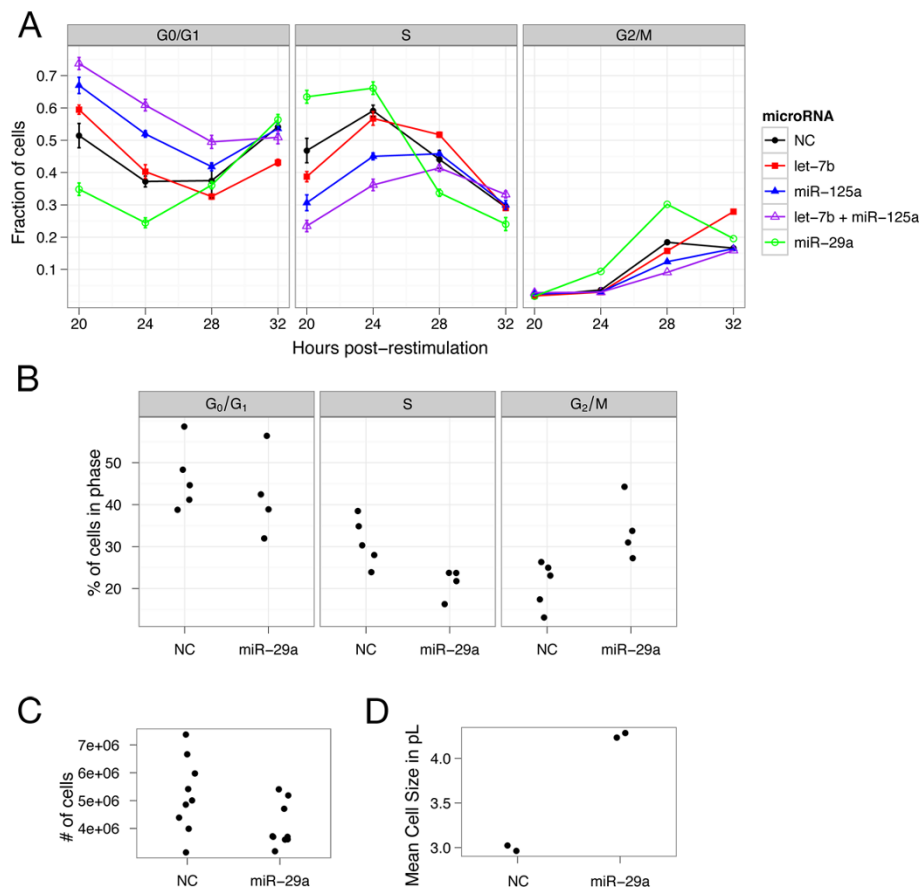 A
G0/G1
S
G2/M
Fraction of cells
0.7
0.6
0.5
0.4
0.3
0.2
0.1
20
24
28
32
20
24
28
32
20
24
28
32
Hours post−restimulation
microRNA
NC
let−7b
miR−125a
let−7b + miR−125a
miR−29a
B
G₀/G₁
S
G₂/M
% of cells in phase
50
40
30
20
NC
miR−29a
NC
miR−29a
NC
miR−29a
C
# of cells
7e+06
6e+06
5e+06
4e+06
NC
miR−29a
D
Mean Cell Size in pL
4.0
3.5
3.0
NC
miR−29a